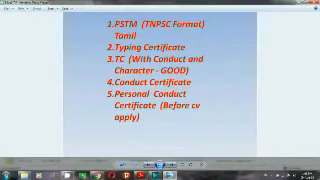 1.PSTM (TNPSC Format)
Tamil
2.Typing Certificate
3.TC (With Conduct and
Character - GOOD)
4.Conduct Certificate
5.Personal Conduct
Certificate (Before cv
apply)